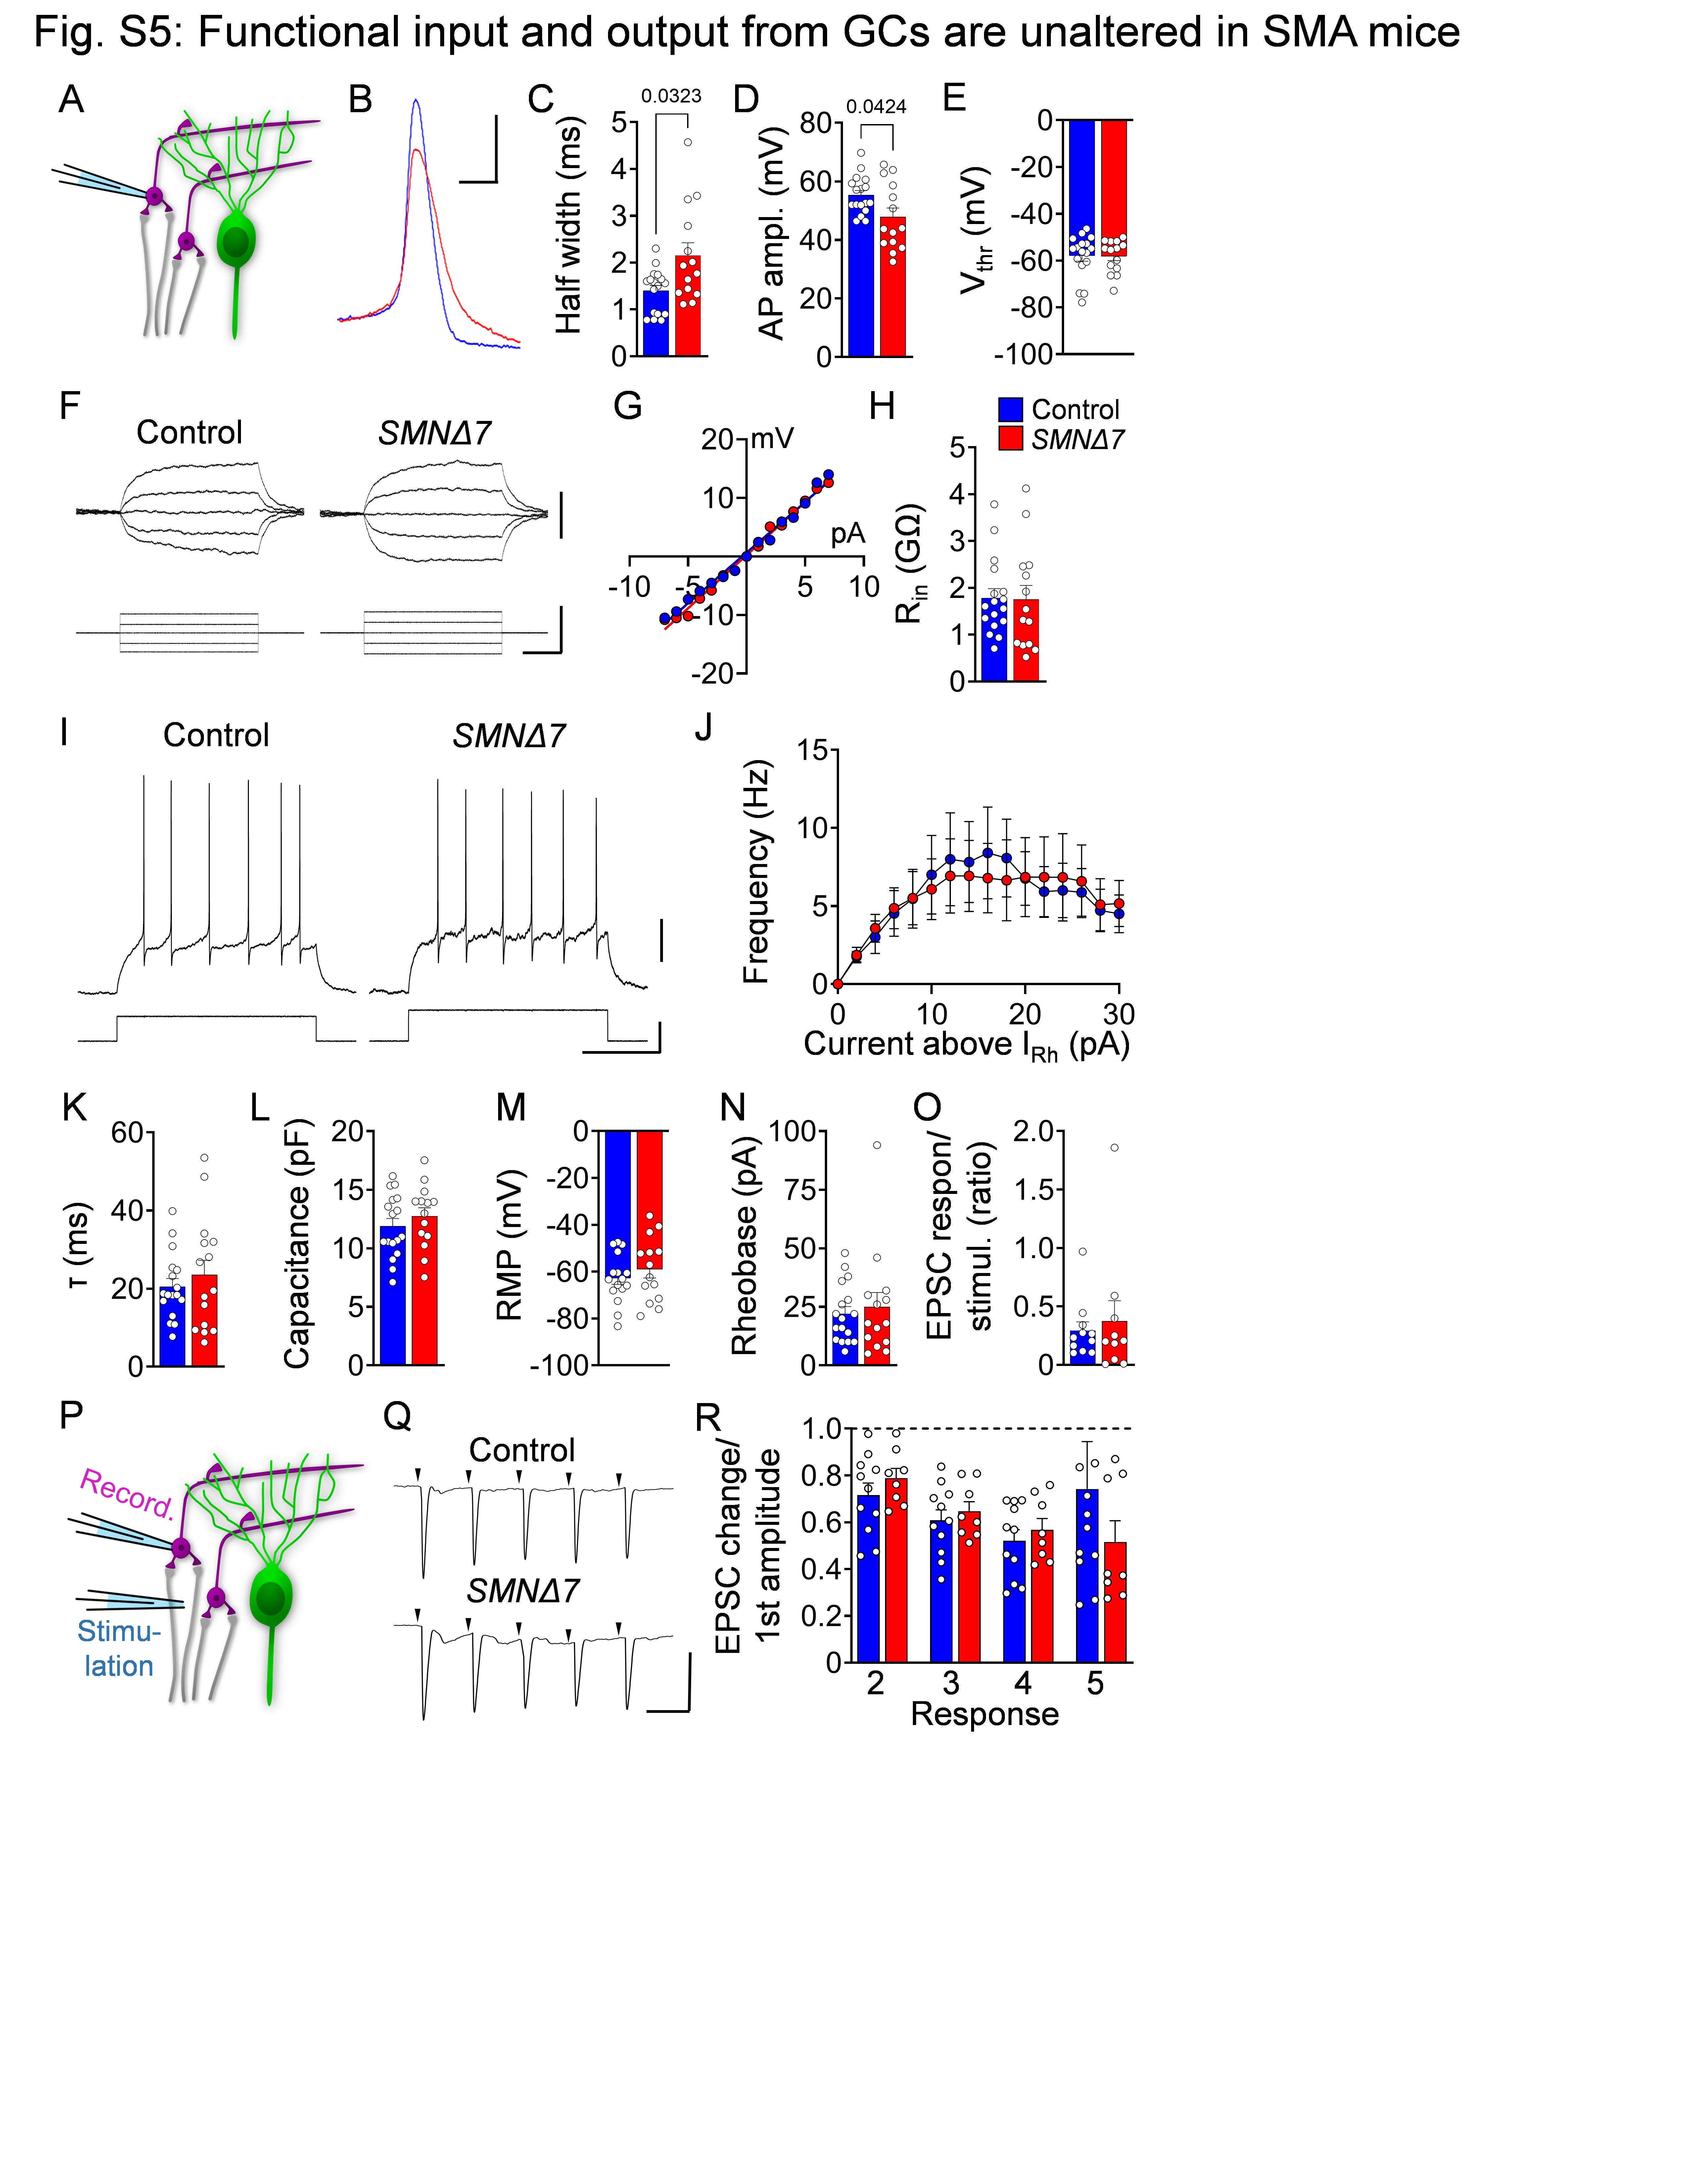 Fig. S5: Functional input and output from GCs are unaltered in SMA mice
A
B
C
0.0323
Half width (ms)
5
4
3
2
1
0
D
0.0424
AP ampl. (mV)
80
60
40
20
0
E
Vthr (mV)
0
-20
-40
-60
-80
-100
F
Control
SMNΔ7
G
20
mV
10
pA
-10
-5
5
10
-10
-20
H
Control
SMNΔ7
Rin (GΩ)
5
4
3
2
1
0
I
Control
SMNΔ7
J
Frequency (Hz)
15
10
5
0
0
10
20
30
Current above IRh (pA)
K
τ (ms)
60
40
20
0
L
Capacitance (pF)
20
15
10
5
0
M
RMP (mV)
0
-20
-40
-60
-80
-100
N
Rheobase (pA)
100
75
50
25
0
O
EPSC respon/
stimul. (ratio)
2.0
1.5
1.0
0.5
0
P
Record.
Stimu-
lation
Q
Control
SMNΔ7
R
EPSC change/
1st amplitude
1.0
0.8
0.6
0.4
0.2
0
2
3
4
5
Response